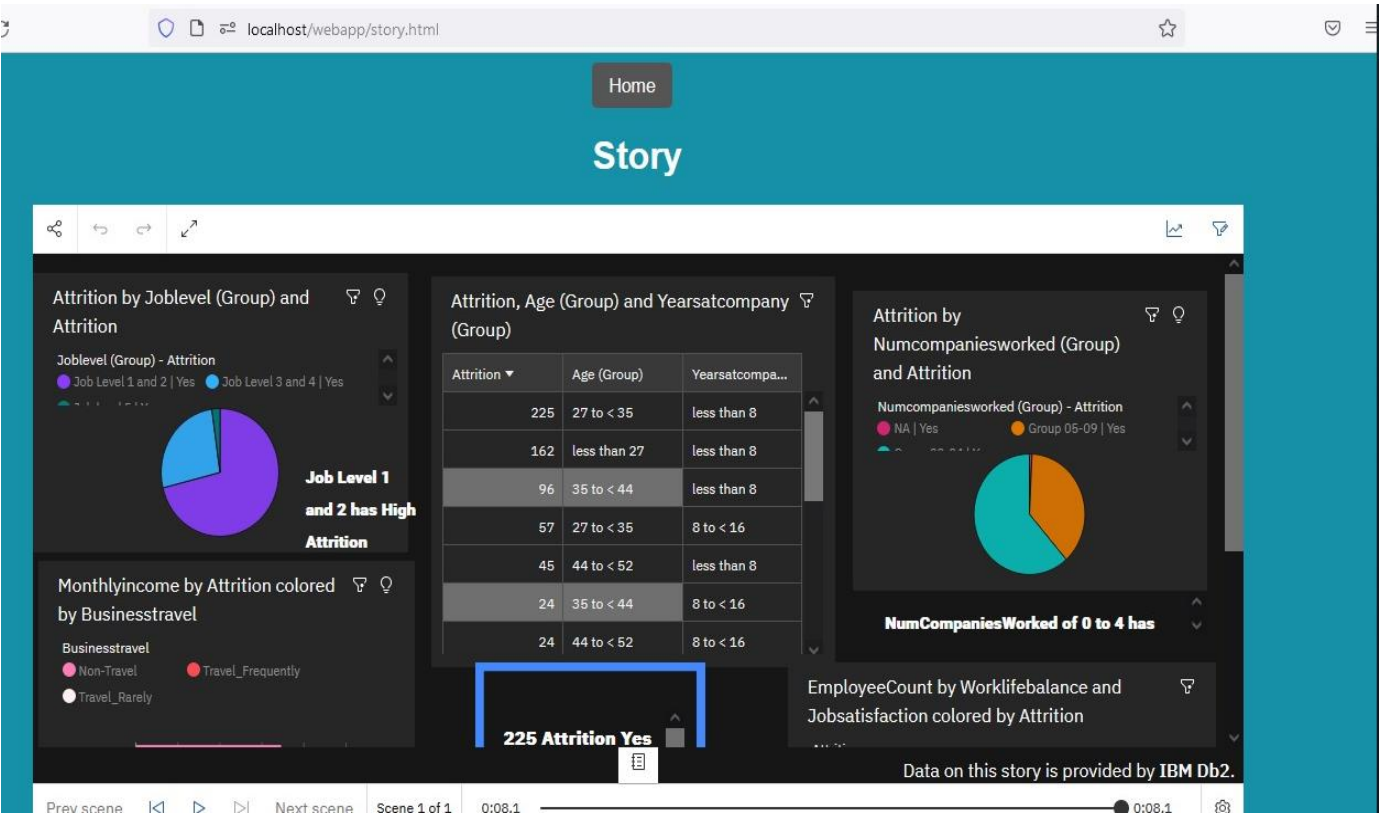 localhost/webapp/story.html
Home
Story
Attrition by Joblevel (Group) and
Attrition
Joblevel (Group) - Attrition
Job Level 1 and 2 | Yes Job Level 3 and 4 | Yes
Job Level 1
and 2 has High
Attrition
Attrition, Age (Group) and Yearsatcompany
(Group)
Attrition Age (Group) Yearsatcompa...
225 27 to < 35 less than 8
162 less than 27 less than 8
96 35 to < 44 less than 8
57 27 to < 35 8 to < 16
45 44 to < 52 less than 8
24 35 to < 44 8 to < 16
24 44 to < 52 8 to < 16
Attrition by
Numcompaniesworked (Group)
and Attrition
Numcompaniesworked (Group) - Attrition
NA | Yes Group 05-09 | Yes
NumCompaniesWorked of 0 to 4 has
Monthlyincome by Attrition colored
by Businesstravel
Businesstravel
Non-Travel Travel_Frequently
Travel_Rarely
225 Attrition Yes
EmployeeCount by Worklifebalance and
Jobsatisfaction colored by Attrition
Data on this story is provided by IBM Db2.
Prev scene Next scene Scene 1 of 1 0:08.1 0:08.1